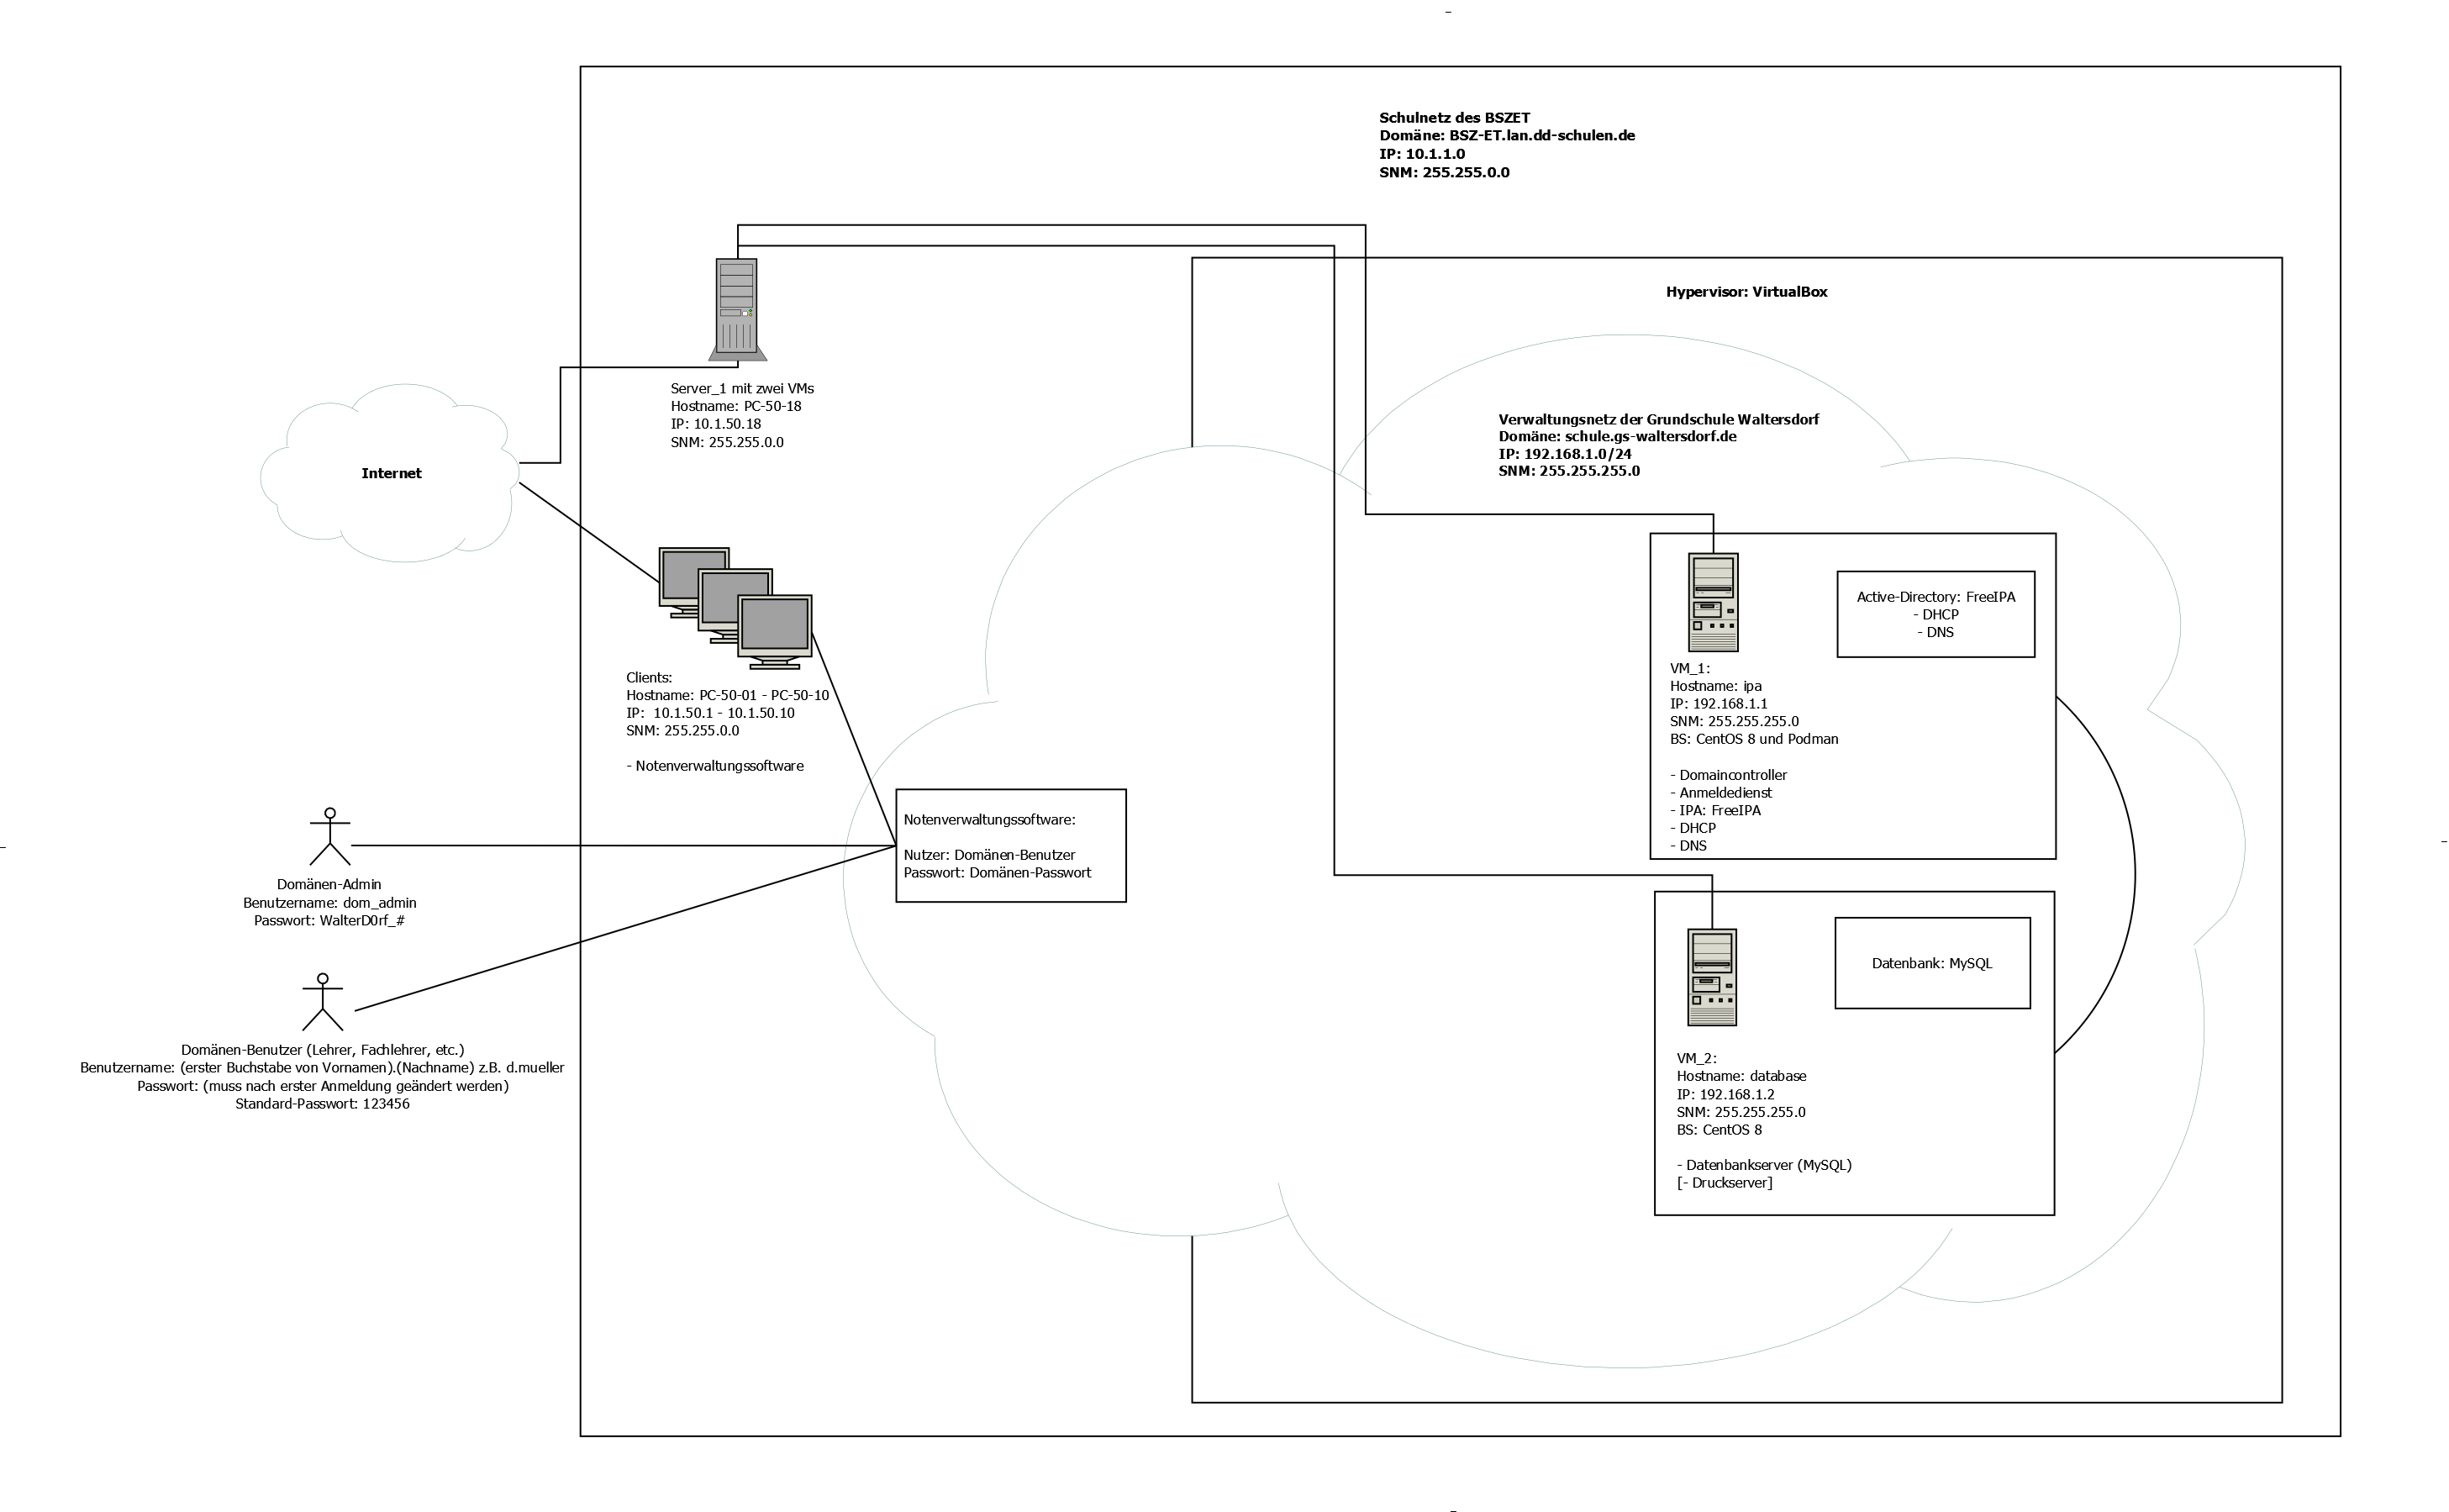 Schulnetz des BSZET
Domäne: BSZ-ET.lan.dd-schulen.de
IP: 10.1.1.0
SNM: 255.255.0.0
Hypervisor: VirtualBox
Server_1 mit zwei VMs
Hostname: PC-50-18
IP: 10.1.50.18
SNM: 255.255.0.0
Internet
Verwaltungsnetz der Grundschule Waltersdorf
Domäne: schule.gs-waltersdorf.de
IP: 192.168.1.0/24
SNM: 255.255.255.0
Active-Directory: FreeIPA
- DHCP
- DNS
VM_1:
Hostname: ipa
IP: 192.168.1.1
SNM: 255.255.255.0
BS: CentOS 8 und Podman
- Domaincontroller
- Anmeldedienst
- IPA: FreeIPA
- DHCP
- DNS
Clients:
Hostname: PC-50-01 - PC-50-10
IP:  10.1.50.1 - 10.1.50.10
SNM: 255.255.0.0
- Notenverwaltungssoftware
Notenverwaltungssoftware:
Nutzer: Domänen-Benutzer
Passwort: Domänen-Passwort
Domänen-Admin
Benutzername: dom_admin
Passwort: WalterD0rf_#
Domänen-Benutzer (Lehrer, Fachlehrer, etc.)
Benutzername: (erster Buchstabe von Vornamen).(Nachname) z.B. d.mueller
Passwort: (muss nach erster Anmeldung geändert werden)
Standard-Passwort: 123456
Datenbank: MySQL
VM_2:
Hostname: database
IP: 192.168.1.2
SNM: 255.255.255.0
BS: CentOS 8
- Datenbankserver (MySQL)
[- Druckserver]